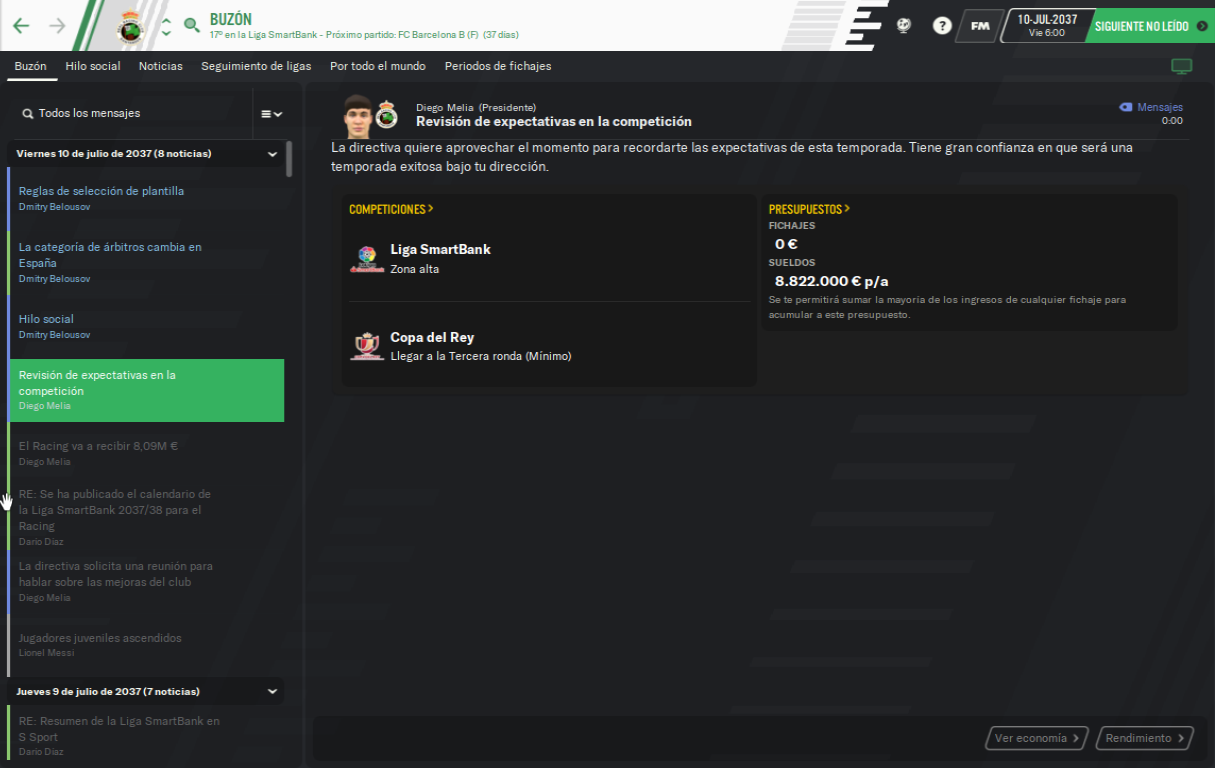 BUZÓN
17º en la Liga SmartBank - Próximo partido: FC Barcelona B (F) (37 días)
?
FM
10-JUL-2037
Vie 6:00
SIGUIENTE NO LEÍDO
Buzón
Hilo social
Noticias
Seguimiento de ligas
Por todo el mundo
Periodos de fichajes
Todos los mensajes
Viernes 10 de julio de 2037 (8 noticias)
Reglas de selección de plantilla
Dmitry Belousov
La categoría de árbitros cambia en
España
Dmitry Belousov
Hilo social
Dmitry Belousov
Revisión de expectativas en la
competición
Diego Melia
El Racing va a recibir 8,09M €
Diego Melia
RE: Se ha publicado el calendario de
la Liga SmartBank 2037/38 para el
Racing
Darío Díaz
La directiva solicita una reunión para
hablar sobre las mejoras del club
Diego Melia
Jugadores juveniles ascendidos
Lionel Messi
Jueves 9 de julio de 2037 (7 noticias)
RE: Resumen de la Liga SmartBank en
S Sport
Darío Díaz
Diego Melia (Presidente)
Revisión de expectativas en la competición
Mensajes
0:00
La directiva quiere aprovechar el momento para recordarte las expectativas de esta temporada. Tiene gran confianza en que será una
temporada exitosa bajo tu dirección.
COMPETICIONES >
Liga SmartBank
Zona alta
Copa del Rey
Llegar a la Tercera ronda (Mínimo)
PRESUPUESTOS >
FICHAJES
0 €
SUELDOS
8.822.000 € p/a
Se te permitirá sumar la mayoría de los ingresos de cualquier fichaje para
acumular a este presupuesto.
Ver economía >
Rendimiento >